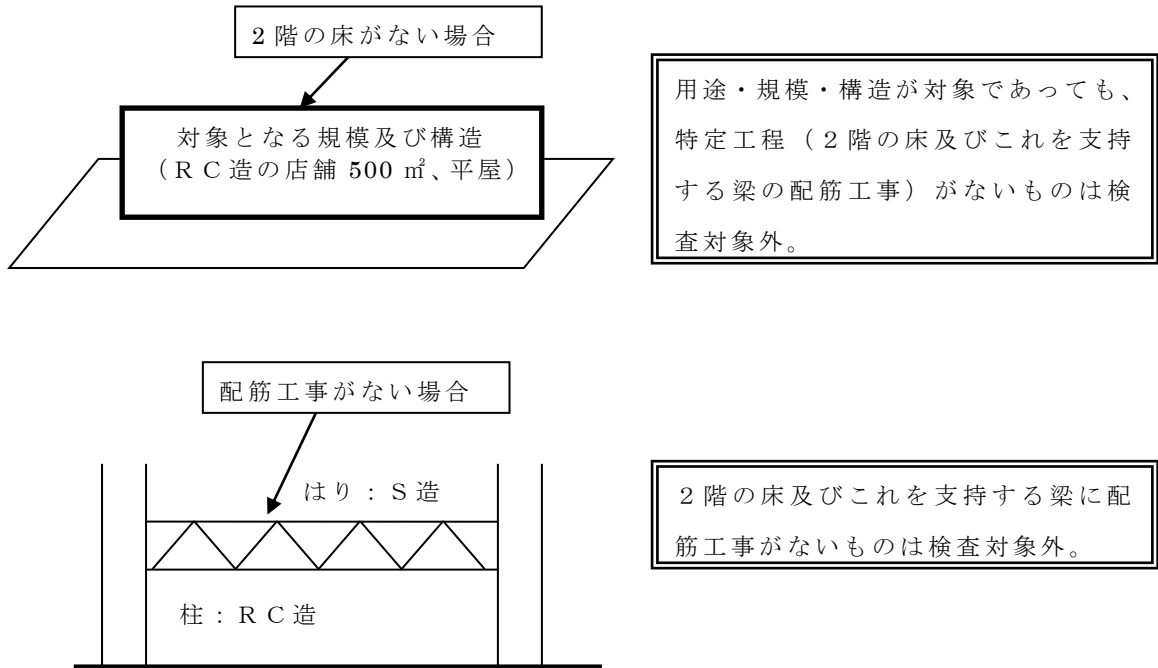 2階の床がない場合
対象となる規模及び構造
（ＲＣ造の店舗 500 ㎡、平屋）
用途・規模・構造が対象であっても、
特定工程（２階の床及びこれを支持
する梁の配筋工事）がないものは検
査対象外。
配筋工事がない場合
はり：Ｓ造
柱：ＲＣ造
２階の床及びこれを支持する梁に配
筋工事がないものは検査対象外。